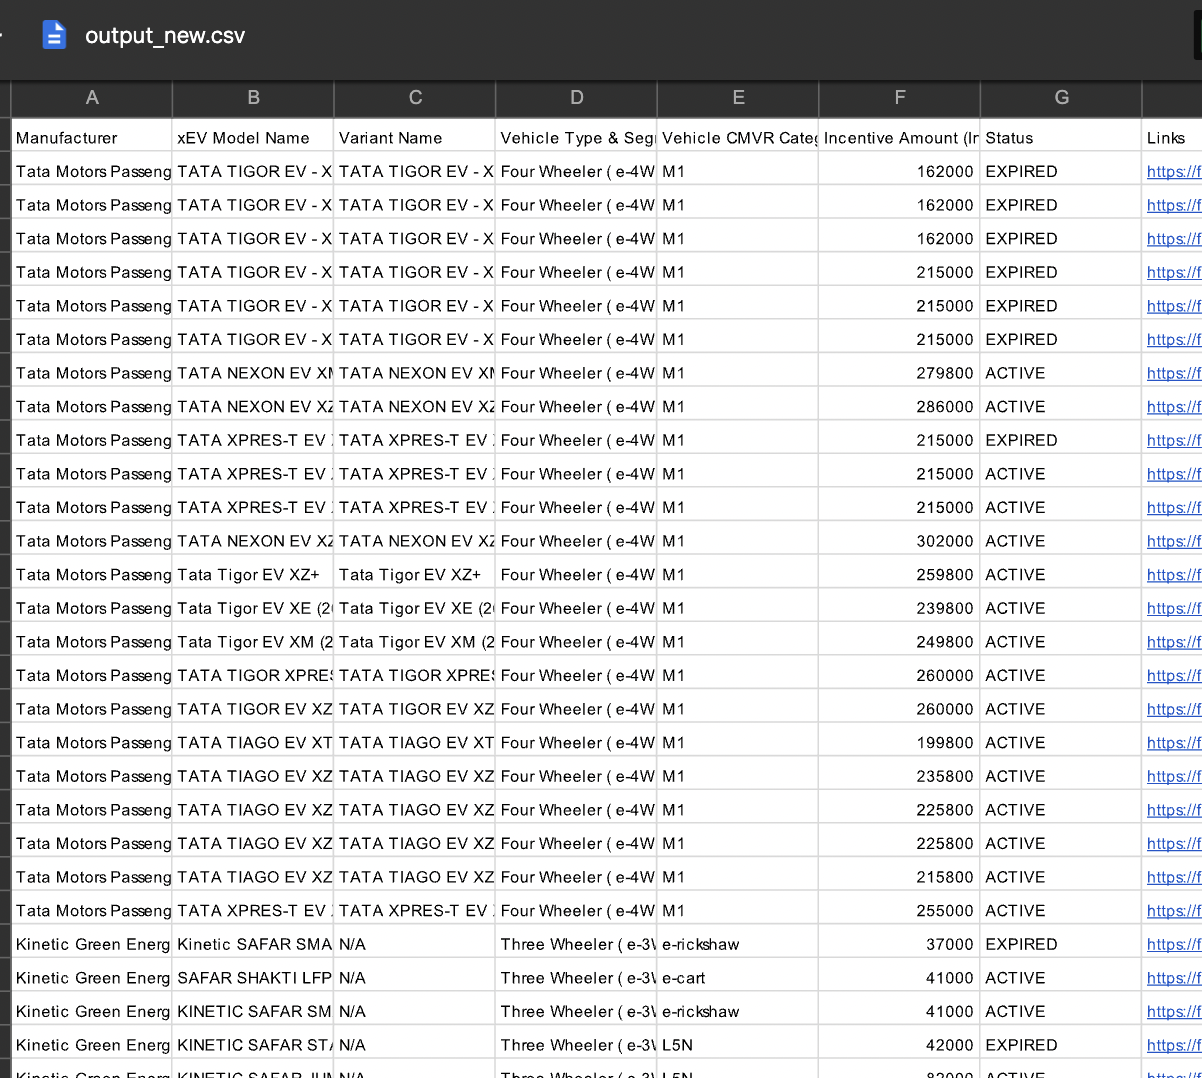 output_new.csv
A B C D E F G
Manufacturer xEV Model Name Variant Name Vehicle Type & Seg Vehicle CMVR Categ Incentive Amount (In Status Links
Tata Motors Passeng TATA TIGOR EV - X TATA TIGOR EV - X Four Wheeler ( e-4W M1 162000 EXPIRED https://f
Tata Motors Passeng TATA TIGOR EV - X TATA TIGOR EV - X Four Wheeler ( e-4W M1 162000 EXPIRED https://f
Tata Motors Passeng TATA TIGOR EV - X TATA TIGOR EV - X Four Wheeler ( e-4W M1 162000 EXPIRED https://f
Tata Motors Passeng TATA TIGOR EV - X TATA TIGOR EV - X Four Wheeler ( e-4W M1 215000 EXPIRED https://f
Tata Motors Passeng TATA TIGOR EV - X TATA TIGOR EV - X Four Wheeler ( e-4W M1 215000 EXPIRED https://f
Tata Motors Passeng TATA TIGOR EV - X TATA TIGOR EV - X Four Wheeler ( e-4W M1 215000 EXPIRED https://f
Tata Motors Passeng TATA NEXON EV XM TATA NEXON EV XM Four Wheeler ( e-4W M1 279800 ACTIVE https://f
Tata Motors Passeng TATA NEXON EV XZ TATA NEXON EV XZ Four Wheeler ( e-4W M1 286000 ACTIVE https://f
Tata Motors Passeng TATA XPRES-T EV TATA XPRES-T EV Four Wheeler ( e-4W M1 215000 EXPIRED https://f
Tata Motors Passeng TATA XPRES-T EV TATA XPRES-T EV Four Wheeler ( e-4W M1 215000 ACTIVE https://f
Tata Motors Passeng TATA XPRES-T EV TATA XPRES-T EV Four Wheeler ( e-4W M1 215000 ACTIVE https://f
Tata Motors Passeng TATA NEXON EV XZ TATA NEXON EV XZ Four Wheeler ( e-4W M1 302000 ACTIVE https://f
Tata Motors Passeng Tata Tigor EV XZ+ Tata Tigor EV XZ+ Four Wheeler ( e-4W M1 259800 ACTIVE https://f
Tata Motors Passeng Tata Tigor EV XE (2 Tata Tigor EV XE (2 Four Wheeler ( e-4W M1 239800 ACTIVE https://f
Tata Motors Passeng Tata Tigor EV XM (2 Tata Tigor EV XM (2 Four Wheeler ( e-4W M1 249800 ACTIVE https://f
Tata Motors Passeng TATA TIGOR XPRES TATA TIGOR XPRES Four Wheeler ( e-4W M1 260000 ACTIVE https://f
Tata Motors Passeng TATA TIGOR EV XZ TATA TIGOR EV XZ Four Wheeler ( e-4W M1 260000 ACTIVE https://f
Tata Motors Passeng TATA TIAGO EV XT TATA TIAGO EV XT Four Wheeler ( e-4W M1 199800 ACTIVE https://f
Tata Motors Passeng TATA TIAGO EV XZ TATA TIAGO EV XZ Four Wheeler ( e-4W M1 235800 ACTIVE https://f
Tata Motors Passeng TATA TIAGO EV XZ TATA TIAGO EV XZ Four Wheeler ( e-4W M1 225800 ACTIVE https://f
Tata Motors Passeng TATA TIAGO EV XZ TATA TIAGO EV XZ Four Wheeler ( e-4W M1 225800 ACTIVE https://f
Tata Motors Passeng TATA TIAGO EV XZ TATA TIAGO EV XZ Four Wheeler ( e-4W M1 215800 ACTIVE https://f
Tata Motors Passeng TATA XPRES-T EV TATA XPRES-T EV Four Wheeler ( e-4W M1 255000 ACTIVE https://f
Kinetic Green Energ Kinetic SAFAR SMA N/A Three Wheeler ( e-3W e-rickshaw 37000 EXPIRED https://f
Kinetic Green Energ SAFAR SHAKTI LFP N/A Three Wheeler ( e-3W e-cart 41000 ACTIVE https://f
Kinetic Green Energ KINETIC SAFAR SM N/A Three Wheeler ( e-3W e-rickshaw 41000 ACTIVE https://f
Kinetic Green Energ KINETIC SAFAR STA N/A Three Wheeler ( e-3W L5N 42000 EXPIRED https://f
Kinetic Green Energ KINETIC SAFAR N/A Three Wheeler ( e-3W L5N ACTIVE https://f